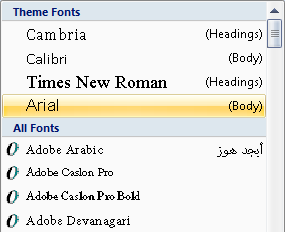 Theme Fonts
Cambria (Headings)
Calibri (Body)
Times New Roman (Headings)
Arial (Body)
All Fonts
Adobe Arabic أبجد هوز
Adobe Caslon Pro
Adobe Caslon Pro Bold
Adobe Devanagari